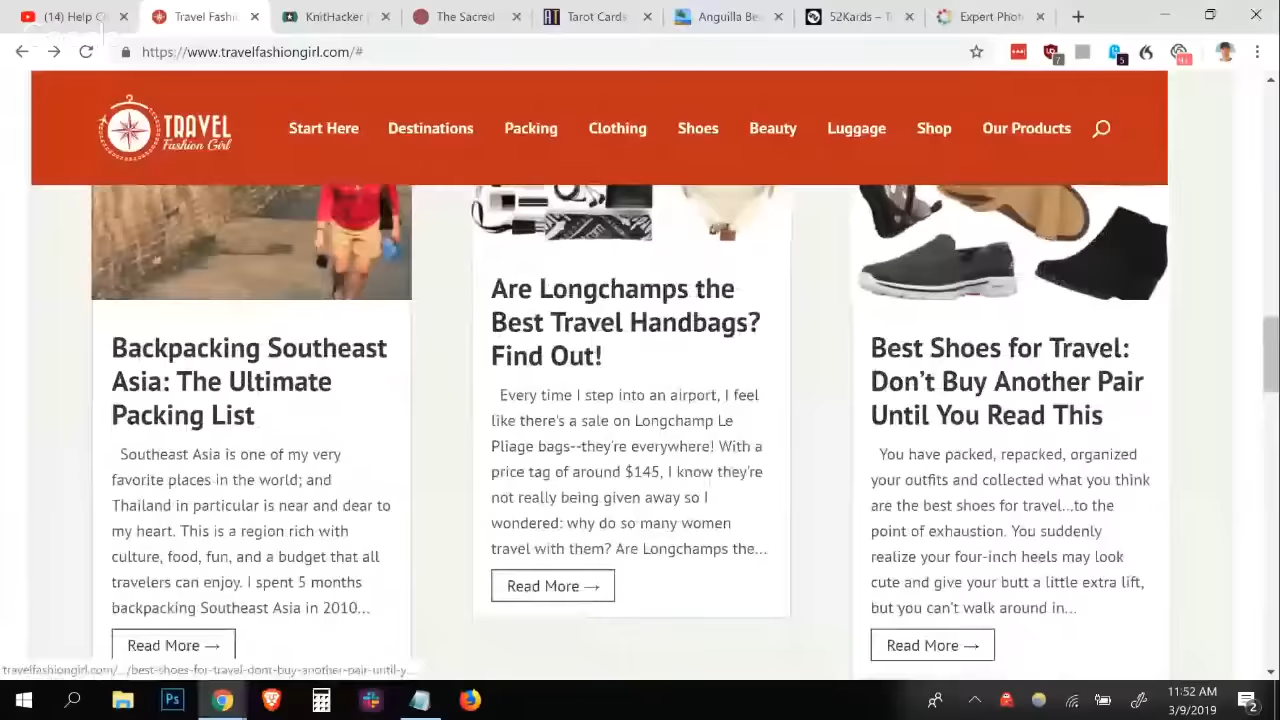 (14) Help C
Travel Fashi
KnitHacker
The Sacred
Tarot Cards
Anguilla Be
52Kards – T
Expert Phot
https://www.travelfashiongirl.com/#
7
5
TRAVEL
Fashion Girl
Start Here
Destinations
Packing
Clothing
Shoes
Beauty
Luggage
Shop
Our Products
Backpacking Southeast
Asia: The Ultimate
Packing List
Southeast Asia is one of my very
favorite places in the world; and
Thailand in particular is near and dear to
my heart. This is a region rich with
culture, food, fun, and a budget that all
travelers can enjoy. I spent 5 months
backpacking Southeast Asia in 2010...
Read More →
Are Longchamps the
Best Travel Handbags?
Find Out!
Every time I step into an airport, I feel
like there's a sale on Longchamp Le
Pliage bags--they're everywhere! With a
price tag of around $145, I know they're
not really being given away so I
wondered: why do so many women
travel with them? Are Longchamps the...
Read More →
Best Shoes for Travel:
Don’t Buy Another Pair
Until You Read This
You have packed, repacked, organized
your outfits and collected what you think
are the best shoes for travel...to the
point of exhaustion. You suddenly
realize your four-inch heels may look
cute and give your butt a little extra lift,
but you can't walk around in...
Read More →
travelfashiongirl.com/.../best-shoes-for-travel-dont-buy-another-pair-until-y...
Ps
11:52 AM
3/9/2019
2